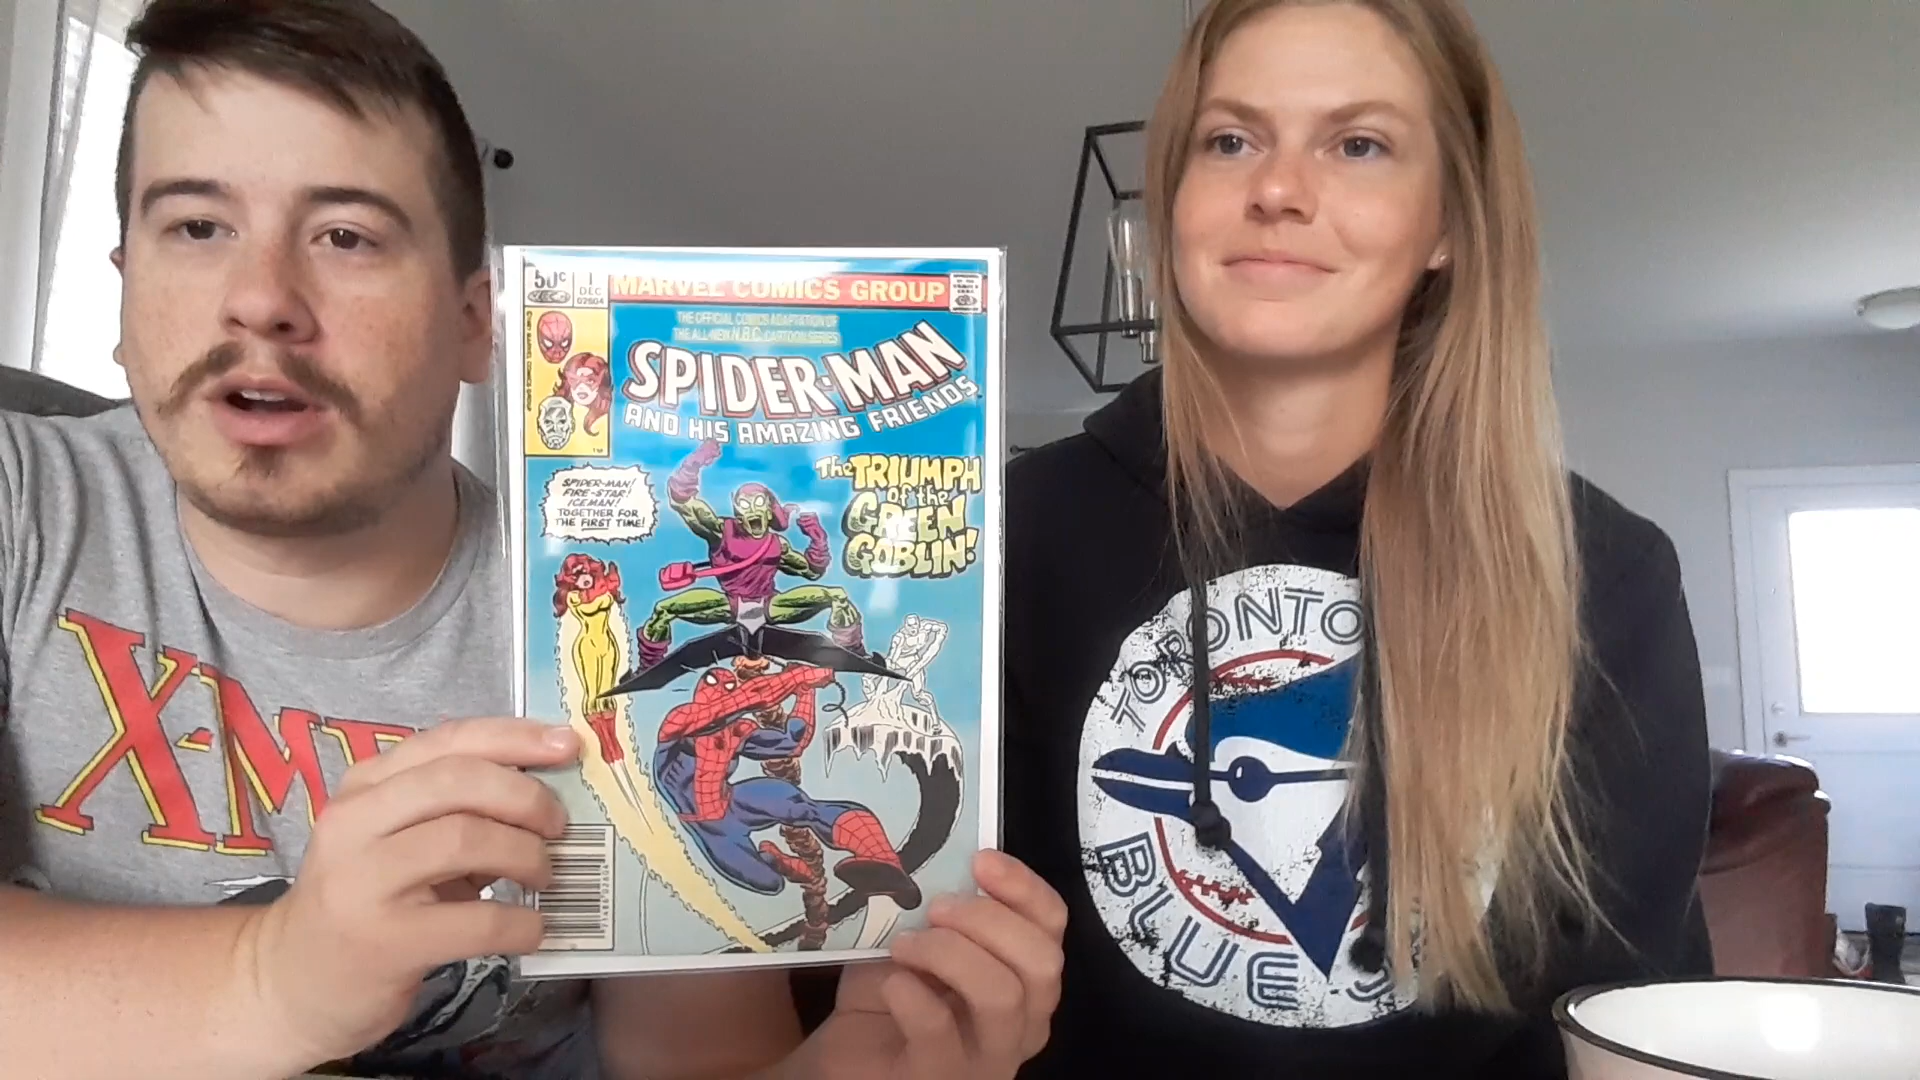 50¢
1
DEC
02604
MARVEL COMICS GROUP
THE OFFICIAL COMICS ADAPTATION OF
THE ALL-NEW N.B.C. CARTOON SERIES
SPIDER-MAN
AND HIS AMAZING FRIENDS
The TRIUMPH
of the
GREEN
GOBLIN!
SPIDER-MAN!
FIRE-STAR!
ICEMAN!
TOGETHER FOR
THE FIRST TIME!
TM
X-ME
TORONTO
BLUE J